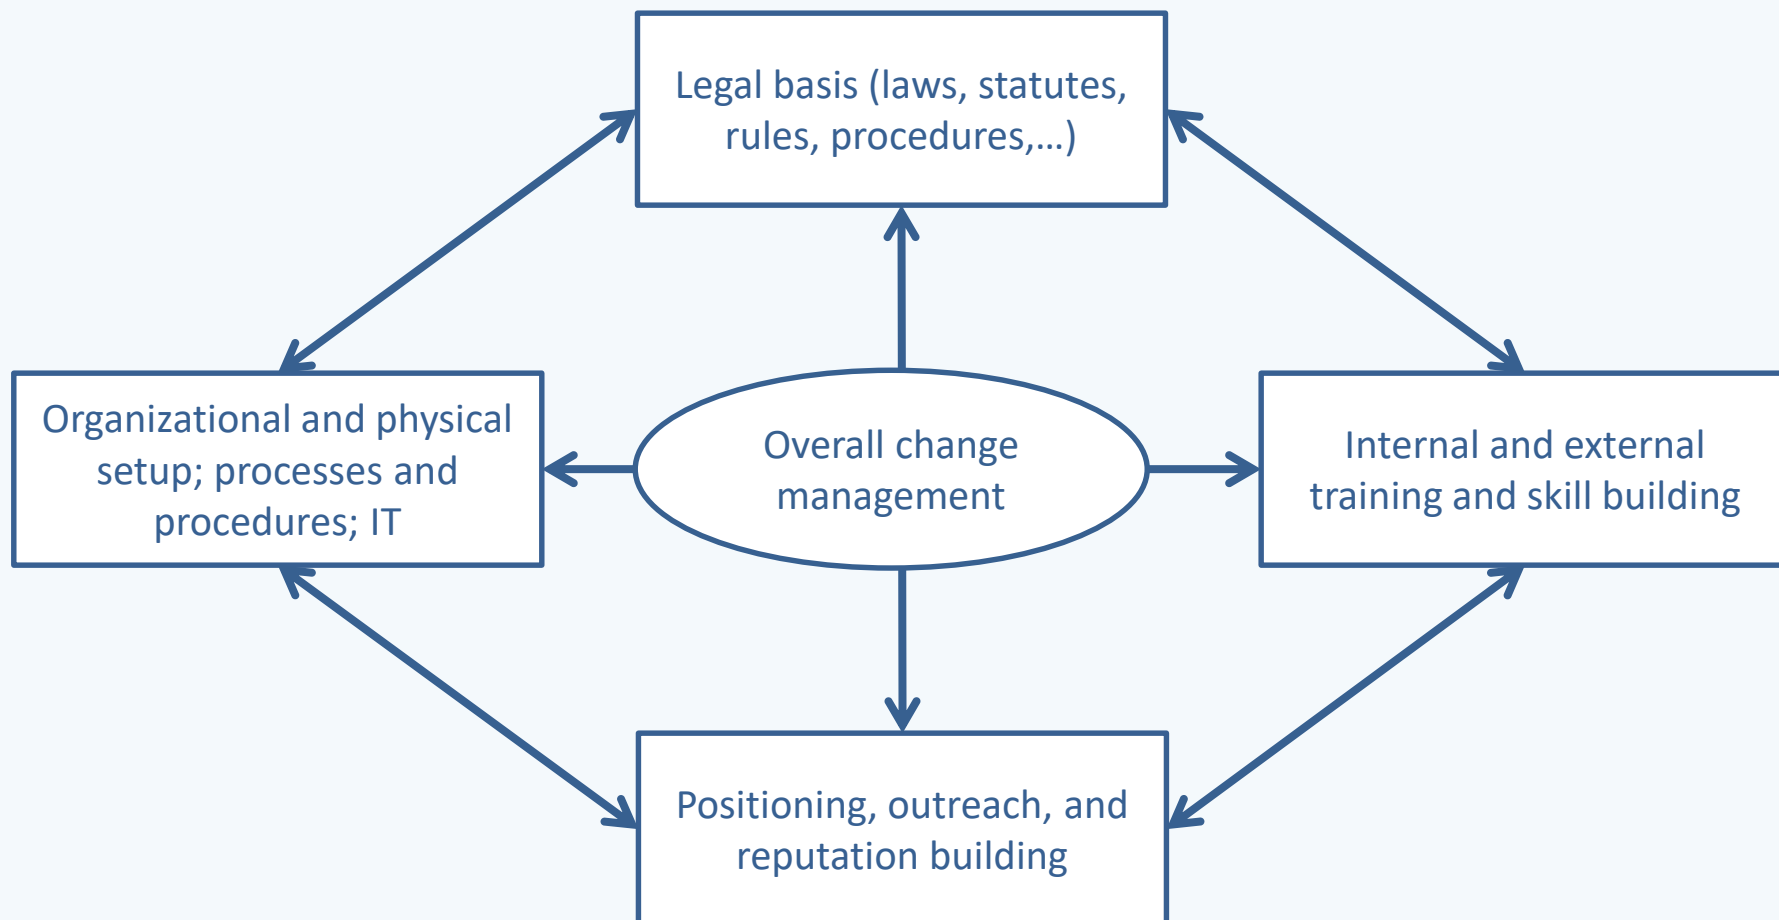 Legal basis (laws, statutes,
rules, procedures,...)
Organizational and physical
setup; processes and
procedures; IT
Overall change
management
Internal and external
training and skill building
Positioning, outreach, and
reputation building